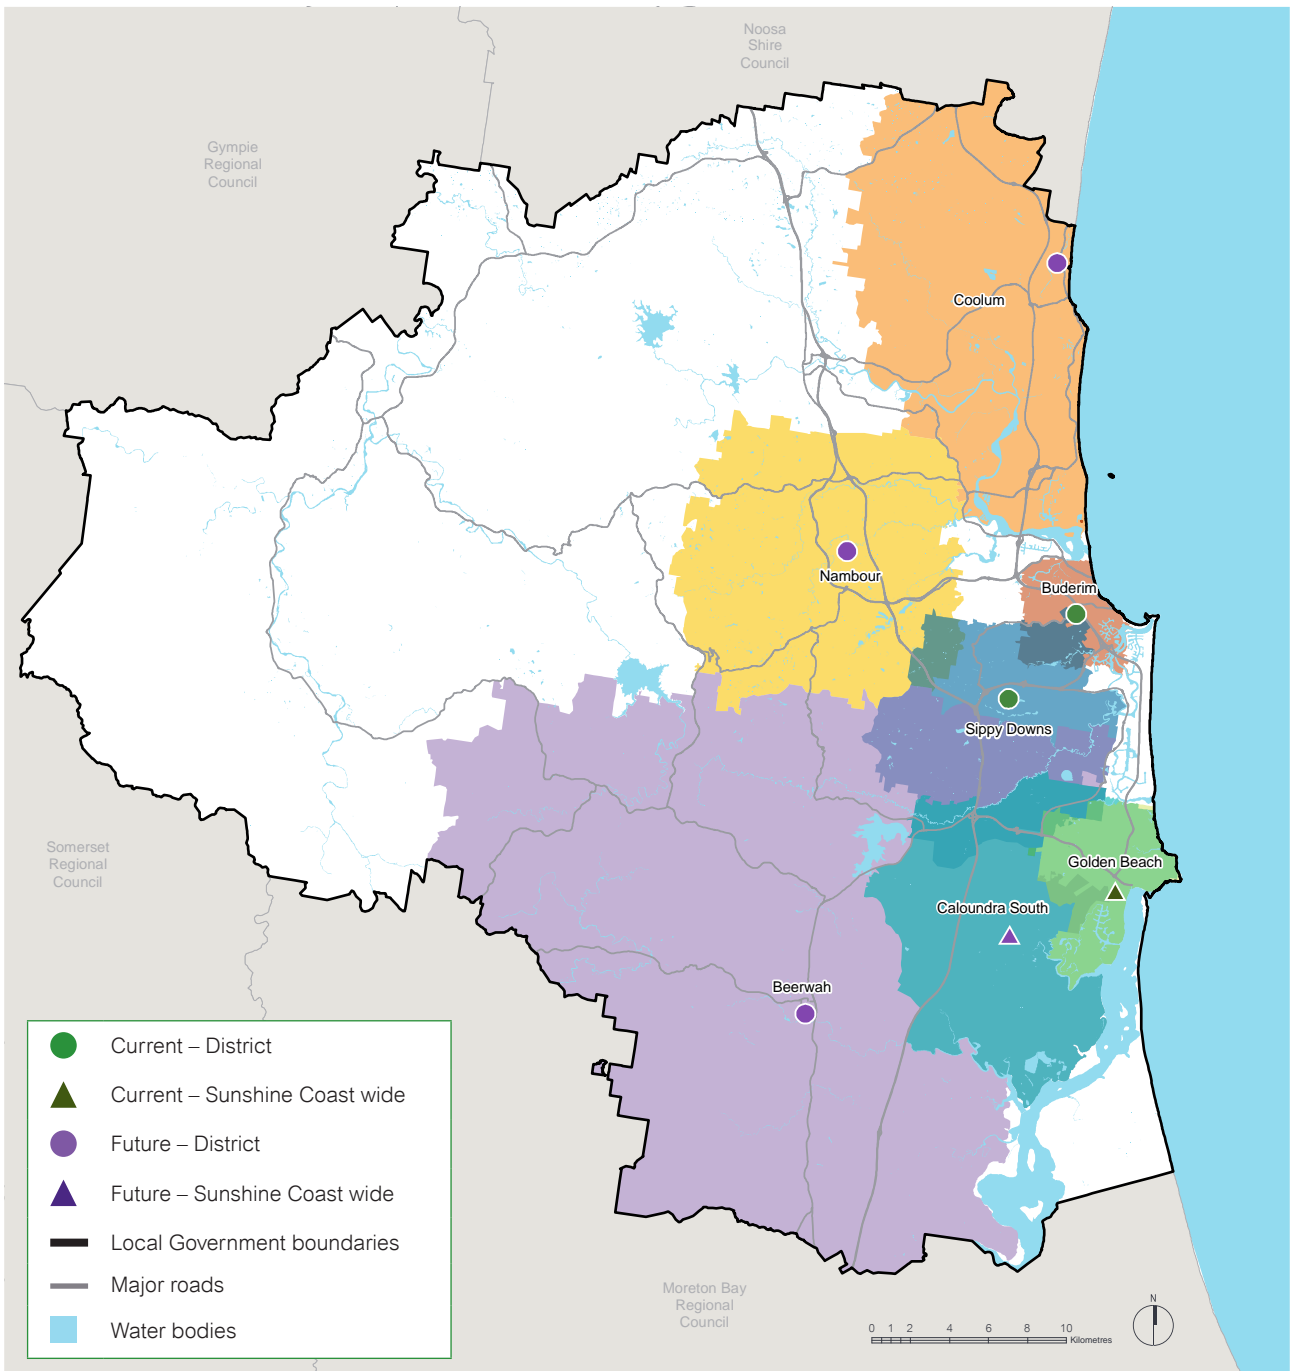 Noosa
Shire
Council
Gympie
Regional
Council
Coolum
Nambour
Buderim
Sippy Downs
Golden Beach
Caloundra South
Beerwah
Somerset
Regional
Council
Current – District
Current – Sunshine Coast wide
Future – District
Future – Sunshine Coast wide
Local Government boundaries
Major roads
Water bodies
Moreton Bay
Regional
Council
N
0 1 2 4 6 8 10
Kilometres